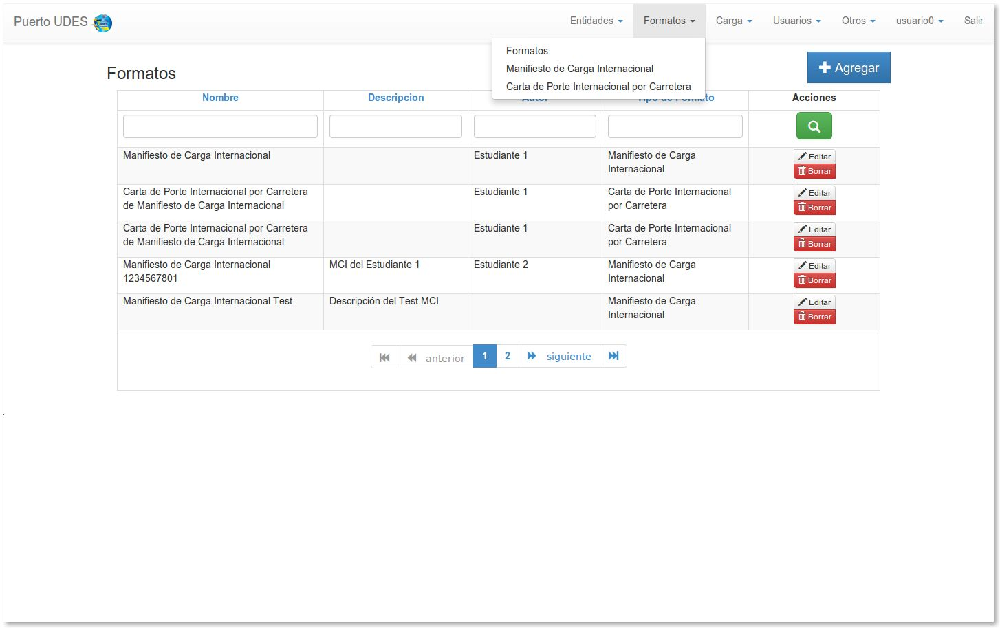 Puerto UDES
Entidades
Formatos
Carga
Usuarios
Otros
usuario0
Salir
Formatos
Manifiesto de Carga Internacional
Carta de Porte Internacional por Carretera
Formatos
Agregar
Nombre
Descripcion
Autor
Tipo de Formato
Acciones
Manifiesto de Carga Internacional
Estudiante 1
Manifiesto de Carga
Internacional
Editar
Borrar
Carta de Porte Internacional por Carretera
de Manifiesto de Carga Internacional
Estudiante 1
Carta de Porte Internacional
por Carretera
Editar
Borrar
Carta de Porte Internacional por Carretera
de Manifiesto de Carga Internacional
Estudiante 1
Carta de Porte Internacional
por Carretera
Editar
Borrar
Manifiesto de Carga Internacional
1234567801
MCI del Estudiante 1
Estudiante 2
Manifiesto de Carga
Internacional
Editar
Borrar
Manifiesto de Carga Internacional Test
Descripción del Test MCI
Manifiesto de Carga
Internacional
Editar
Borrar
anterior
1
2
siguiente